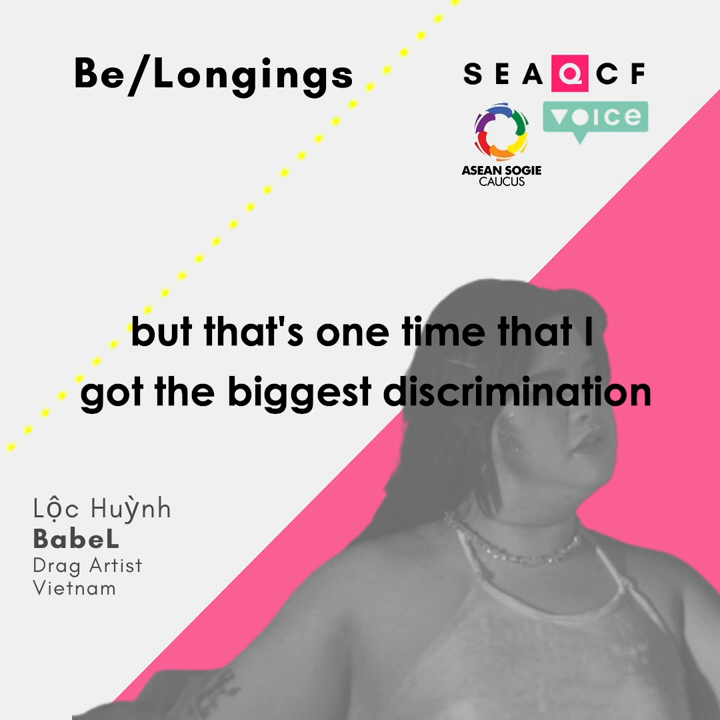 Be/Longings
SEAQCF
VOICE
ASEAN SOGIE
CAUCUS
but that's one time that I
got the biggest discrimination
Lộc Huỳnh
BabeL
Drag Artist
Vietnam